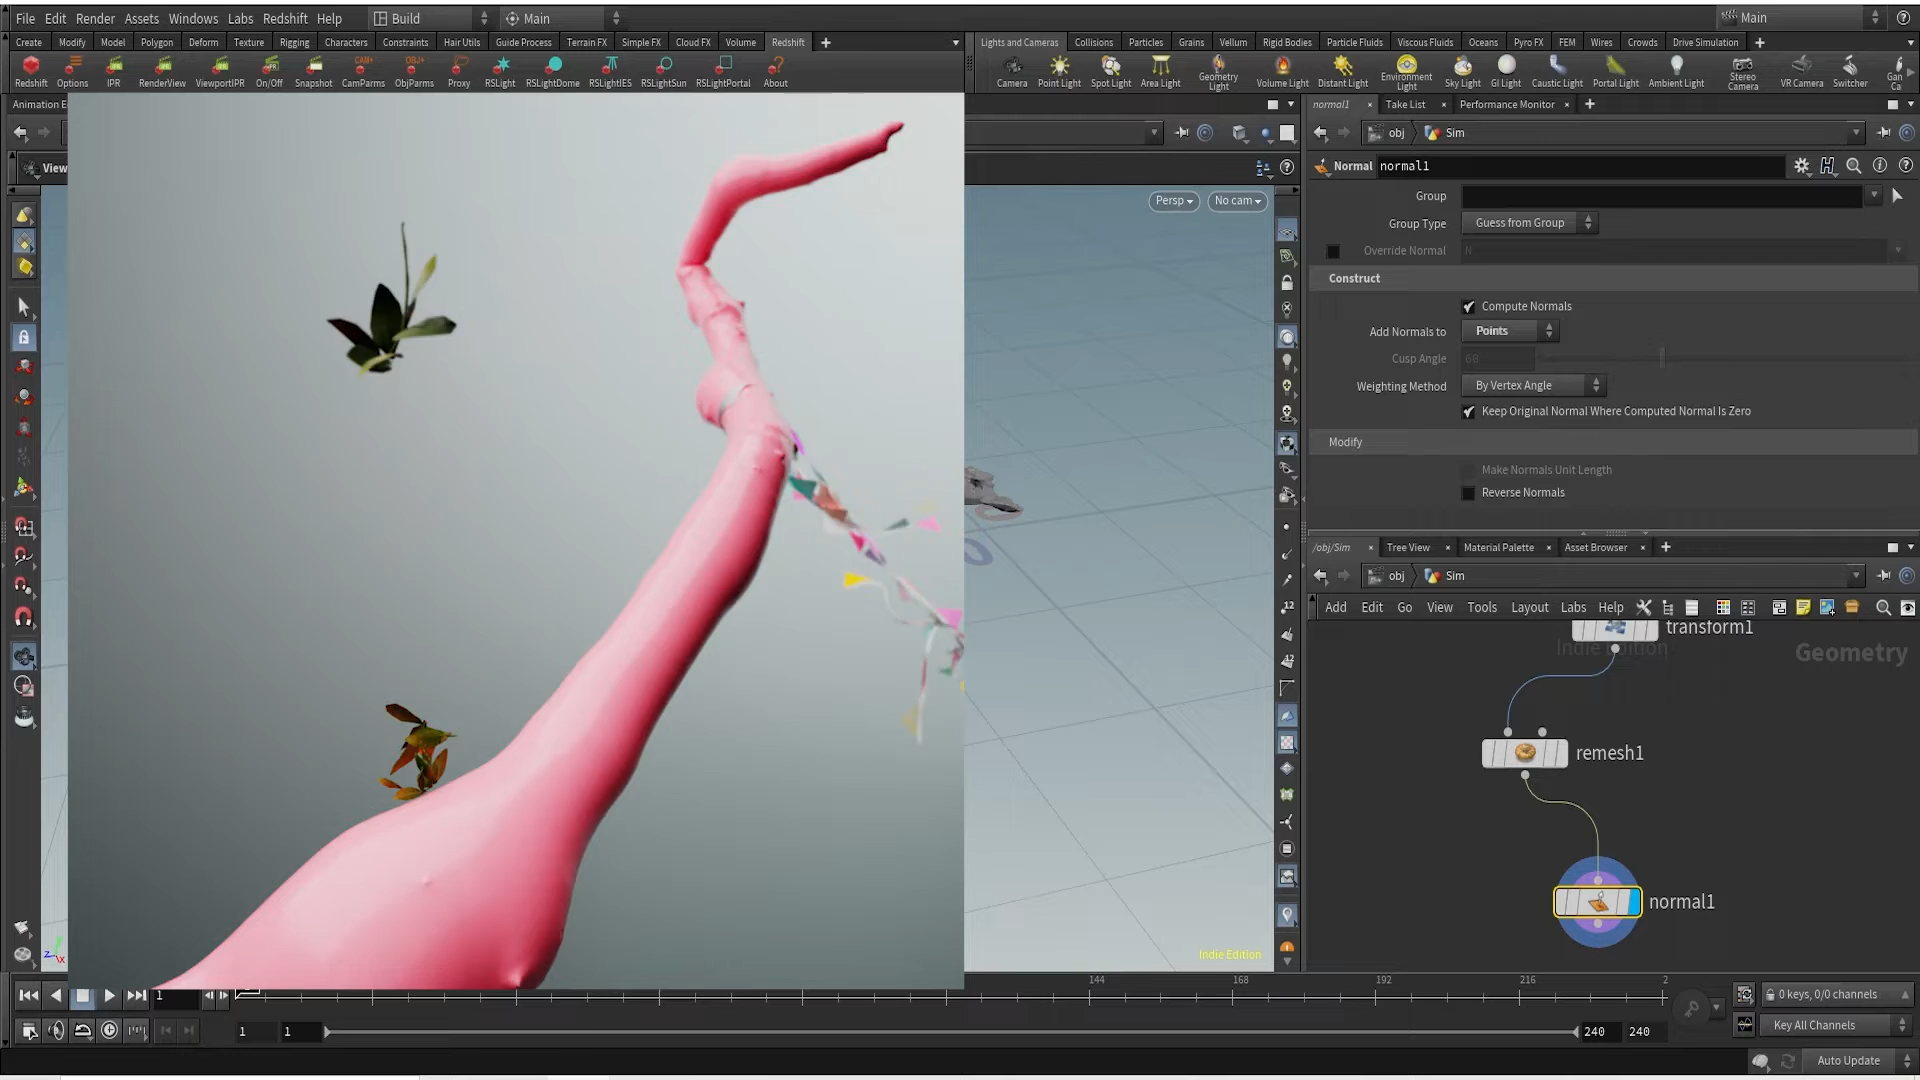 File Edit Render Assets Windows Labs Redshift Help Build Main Main
Create Modify Model Polygon Deform Texture Rigging Characters Constraints Hair Utils Guide Process Terrain FX Simple FX Cloud FX Volume Redshift
Lights and Cameras Collisions Particles Grains Vellum Rigid Bodies Particle Fluids Viscous Fluids Oceans Pyro FX FEM Wires Crowds Drive Simulation
Redshift Options IPR RenderView ViewportIPR On/Off Snapshot CamParms ObjParms Proxy RSLight RSLightDome RSLightIES RSLightSun RSLightPortal About
Camera Point Light Spot Light Area Light Geometry Light Volume Light Distant Light Environment Light Sky Light GI Light Caustic Light Portal Light Ambient Light Stereo Camera VR Camera Switcher Gan Ca
Animation E
normal1 Take List Performance Monitor
obj Sim
View
Normal normal1
Persp No cam
Group
Group Type Guess from Group
Override Normal N
Construct
Compute Normals
Add Normals to Points
Cusp Angle 60
Weighting Method By Vertex Angle
Keep Original Normal Where Computed Normal Is Zero
Modify
Make Normals Unit Length
Reverse Normals
/obj/Sim Tree View Material Palette Asset Browser
obj Sim
Add Edit Go View Tools Layout Labs Help
transform1
Indie Edition
Geometry
remesh1
normal1
Indie Edition
12
12
z x
1 144 168 192 216 2
0 keys, 0/0 channels
1 1 240 240
Key All Channels
Auto Update